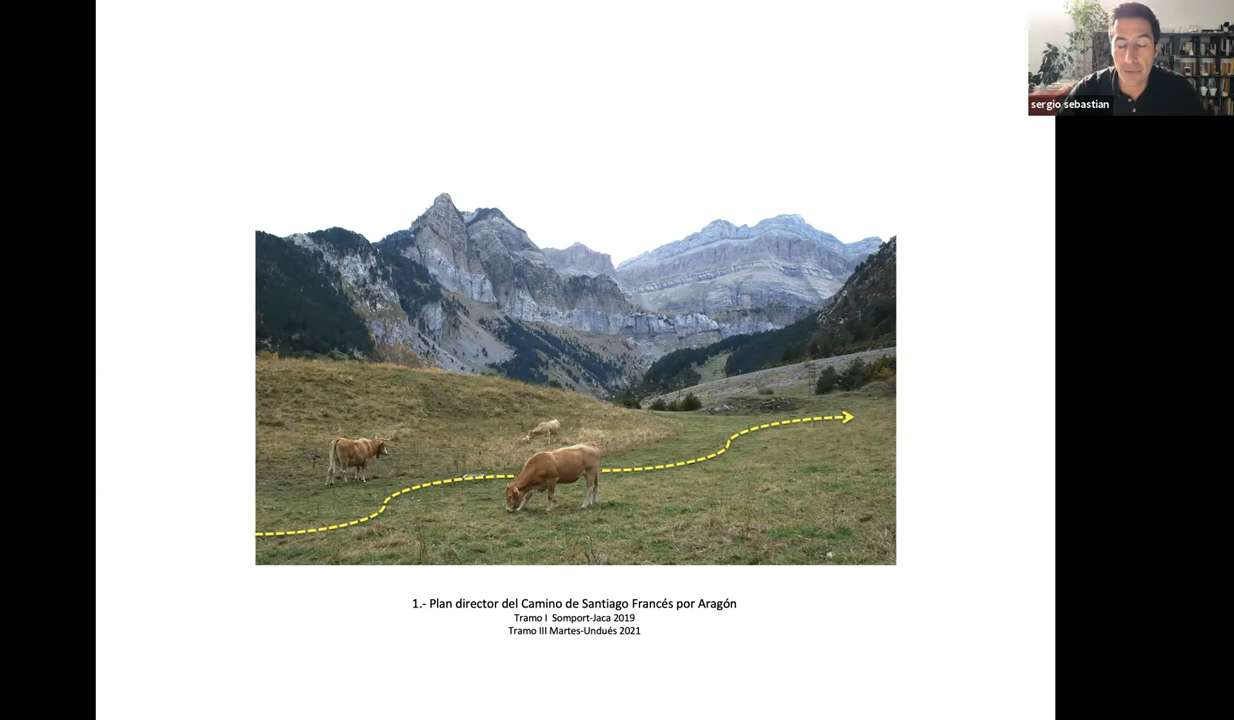 sergio sebastian
1.- Plan director del Camino de Santiago Francés por Aragón
Tramo I Somport-Jaca 2019
Tramo III Martes-Undués 2021